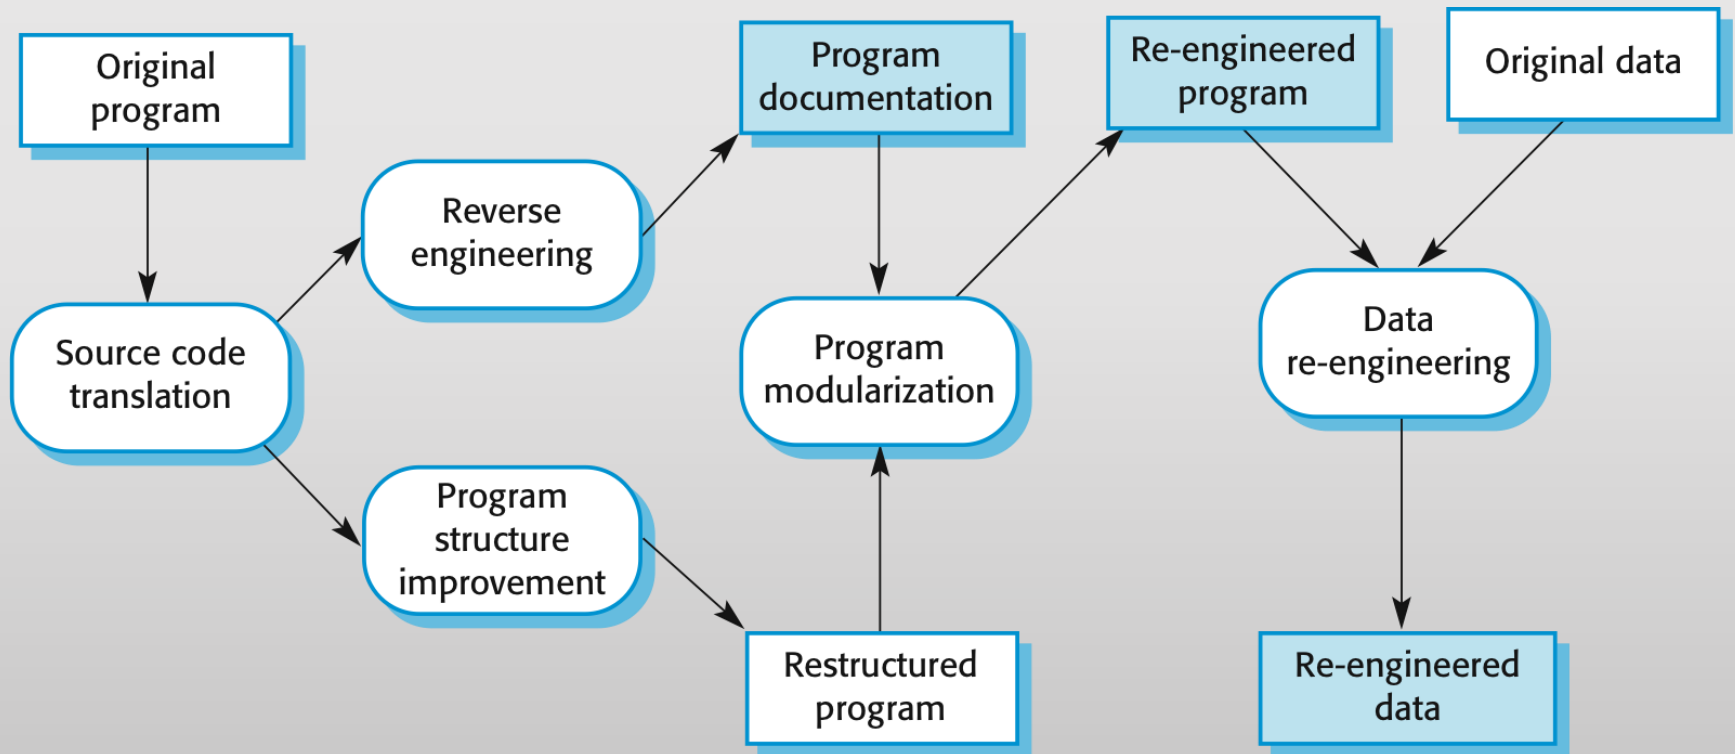 Original
program
Program
documentation
Re-engineered
program
Original data
Reverse
engineering
Source code
translation
Program
modularization
Data
re-engineering
Program
structure
improvement
Restructured
program
Re-engineered
data